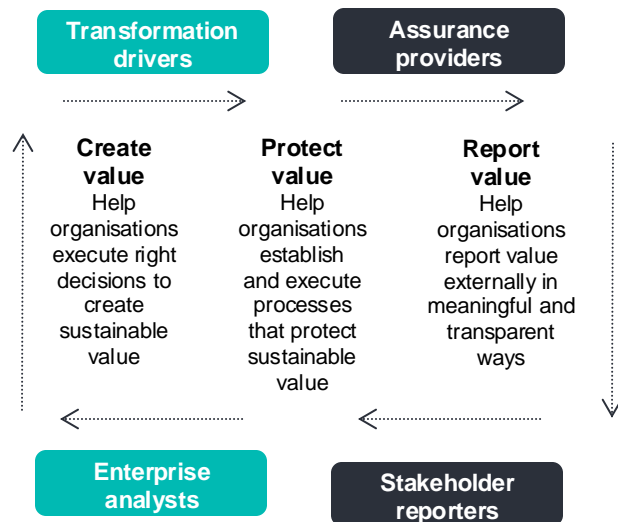 Transformation
drivers
Assurance
providers
Create
value
Help
organisations
execute right
decisions to
create
sustainable
value
Protect
value
Help
organisations
establish
and execute
processes
that protect
sustainable
value
Report
value
Help
organisations
report value
externally in
meaningful and
transparent
ways
Enterprise
analysts
Stakeholder
reporters